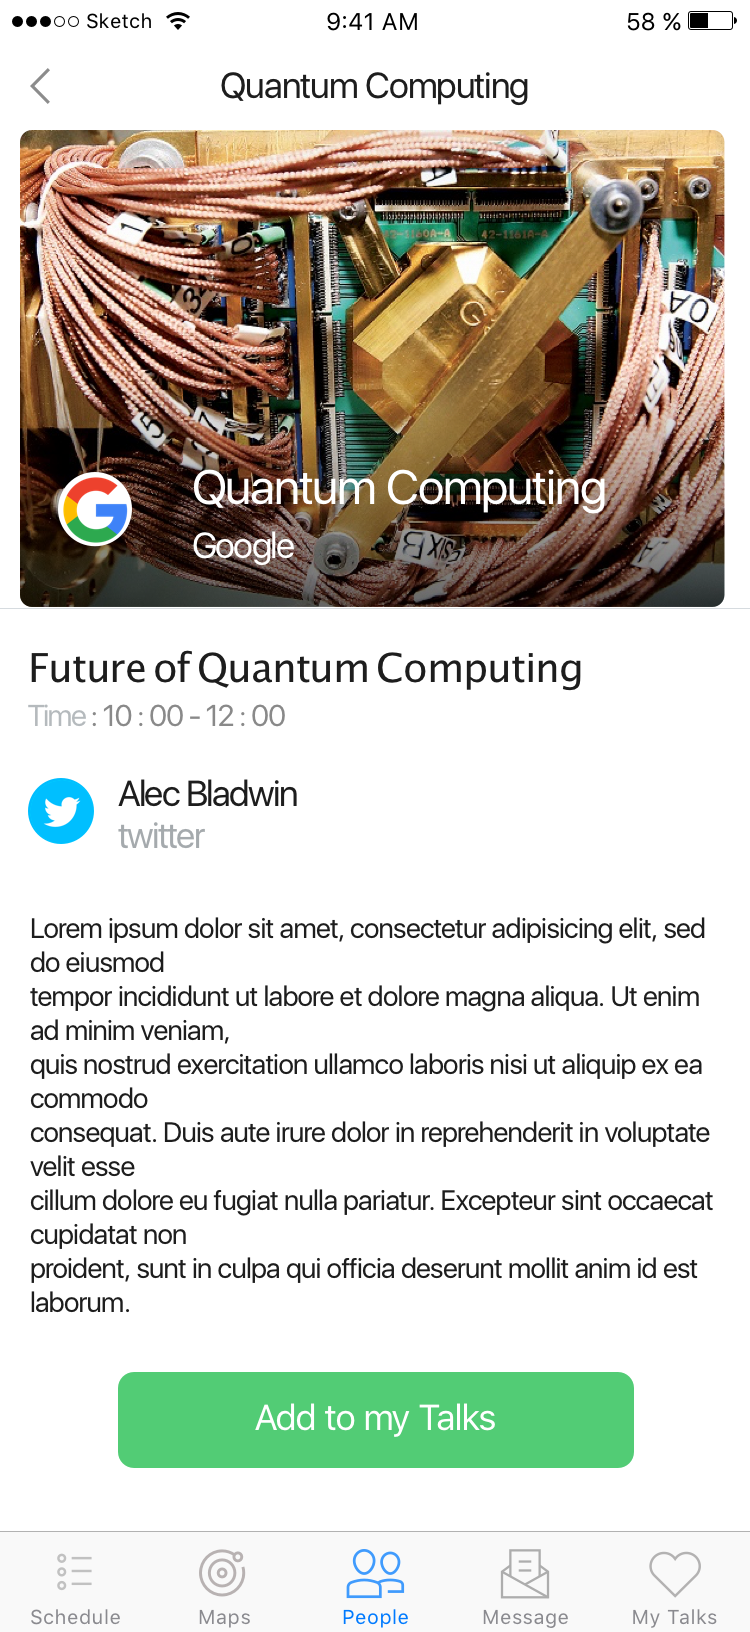 Sketch 9:41 AM 58 %
Quantum Computing
42-1160A-A 42-1161A-A
Quantum Computing
Google
Future of Quantum Computing
Time : 10 : 00 - 12 : 00
Alec Bladwin
twitter
Lorem ipsum dolor sit amet, consectetur adipisicing elit, sed
do eiusmod
tempor incididunt ut labore et dolore magna aliqua. Ut enim
ad minim veniam,
quis nostrud exercitation ullamco laboris nisi ut aliquip ex ea
commodo
consequat. Duis aute irure dolor in reprehenderit in voluptate
velit esse
cillum dolore eu fugiat nulla pariatur. Excepteur sint occaecat
cupidatat non
proident, sunt in culpa qui officia deserunt mollit anim id est
laborum.
Add to my Talks
Schedule Maps People Message My Talks